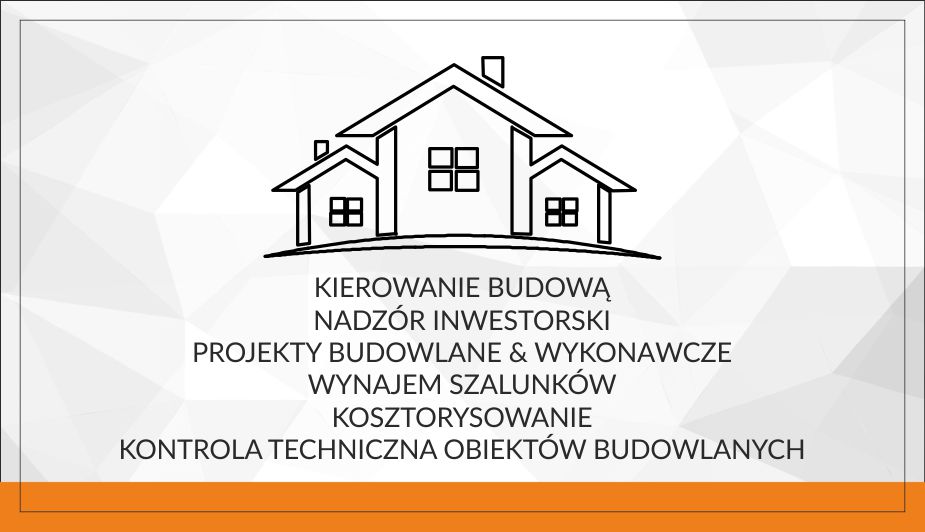 KIEROWANIE BUDOWĄ
NADZÓR INWESTORSKI
PROJEKTY BUDOWLANE & WYKONAWCZE
WYNAJEM SZALUNKÓW
KOSZTORYSOWANIE
KONTROLA TECHNICZNA OBIEKTÓW BUDOWLANYCH